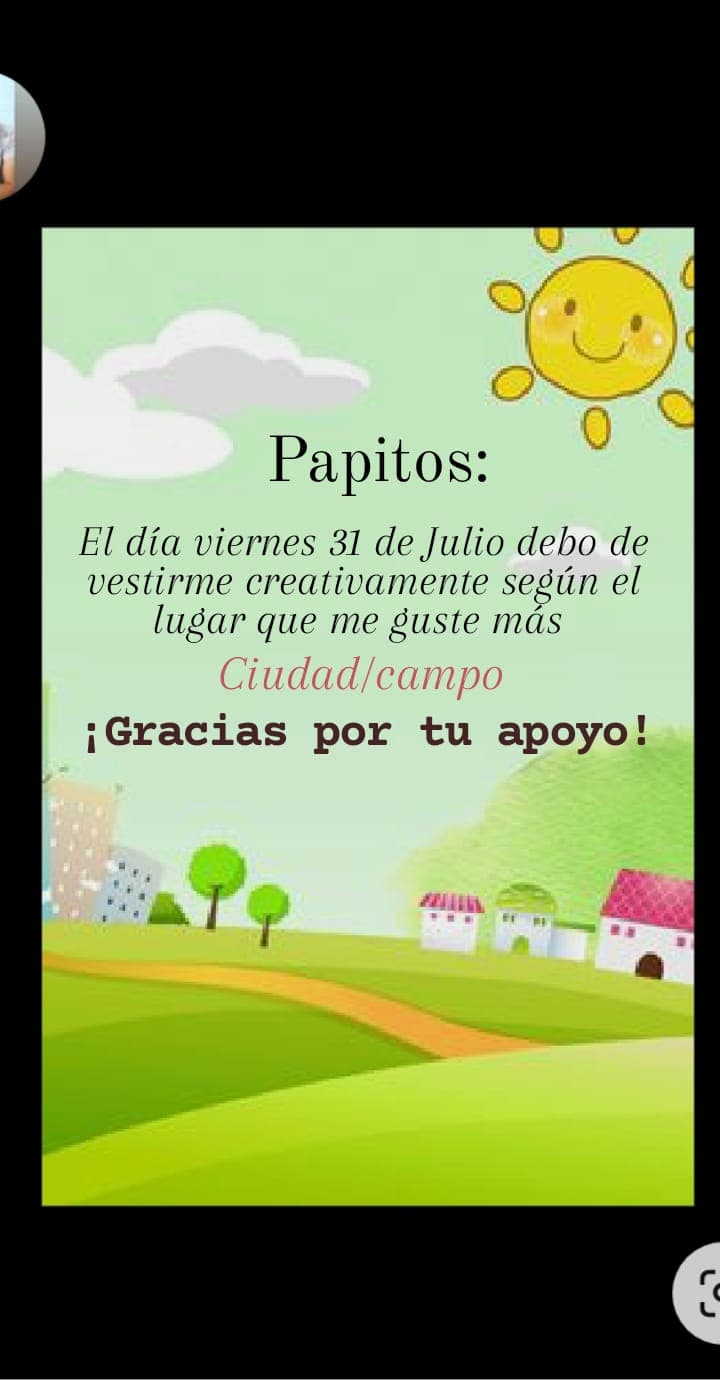 Papitos:
El día viernes 31 de Julio debo de
vestirme creativamente según el
lugar que me guste más
Ciudad/campo
¡Gracias por tu apoyo!